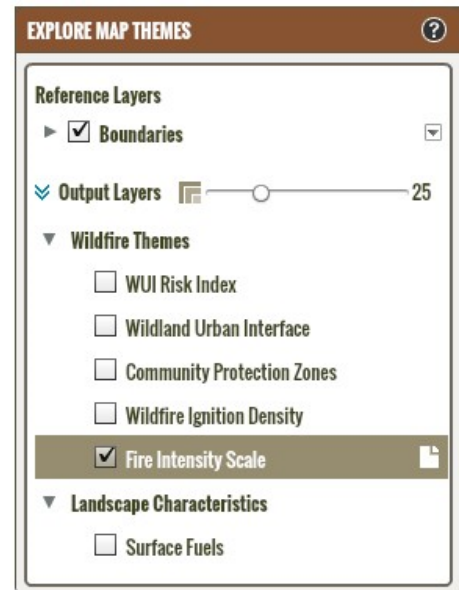 EXPLORE MAP THEMES ?
Reference Layers
Boundaries
Output Layers 25
Wildfire Themes
WUI Risk Index
Wildland Urban Interface
Community Protection Zones
Wildfire Ignition Density
Fire Intensity Scale
Landscape Characteristics
Surface Fuels